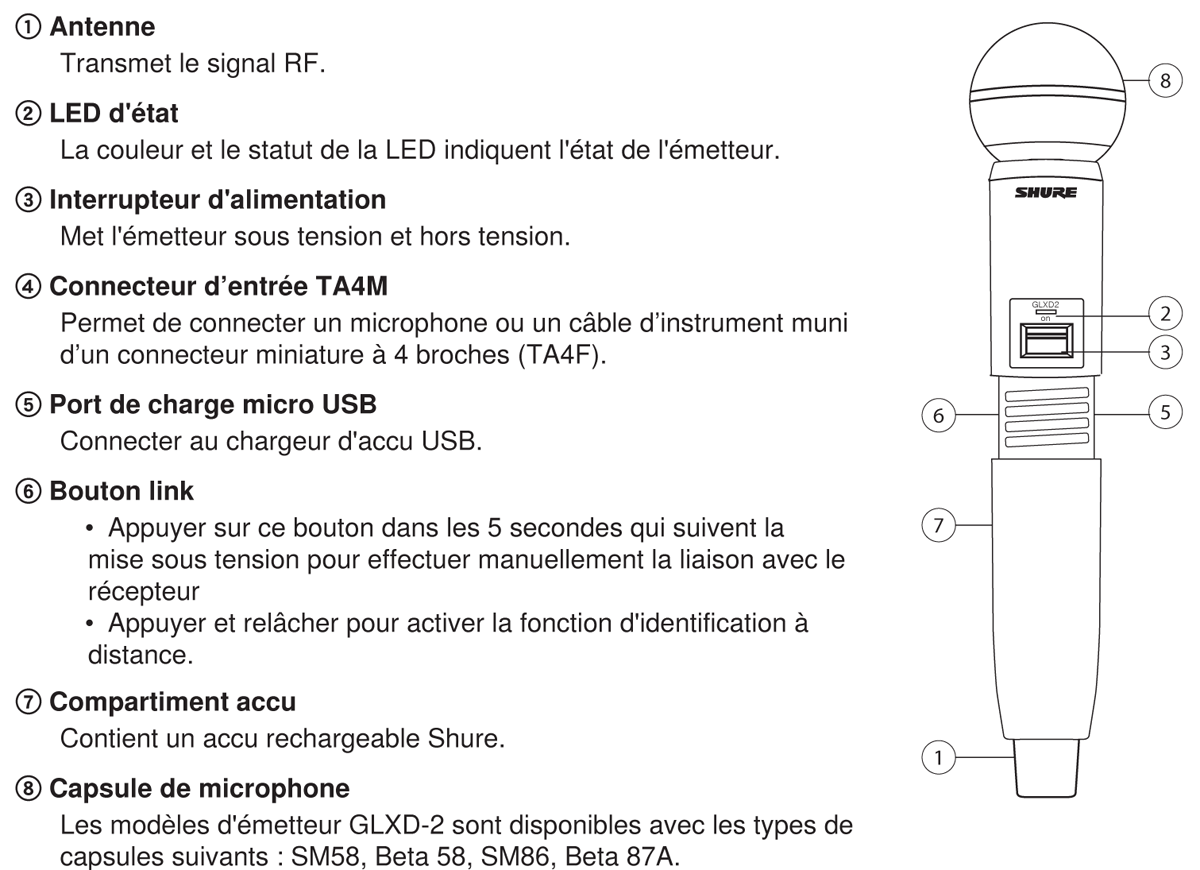 ① Antenne
Transmet le signal RF.
② LED d'état
La couleur et le statut de la LED indiquent l'état de l'émetteur.
③ Interrupteur d'alimentation
Met l'émetteur sous tension et hors tension.
④ Connecteur d’entrée TA4M
Permet de connecter un microphone ou un câble d’instrument muni
d’un connecteur miniature à 4 broches (TA4F).
⑤ Port de charge micro USB
Connecter au chargeur d'accu USB.
⑥ Bouton link
• Appuyer sur ce bouton dans les 5 secondes qui suivent la
mise sous tension pour effectuer manuellement la liaison avec le
récepteur
• Appuyer et relâcher pour activer la fonction d'identification à
distance.
⑦ Compartiment accu
Contient un accu rechargeable Shure.
⑧ Capsule de microphone
Les modèles d'émetteur GLXD-2 sont disponibles avec les types de
capsules suivants : SM58, Beta 58, SM86, Beta 87A.
8
SHURE
GLXD2
on
2
3
6
5
7
1